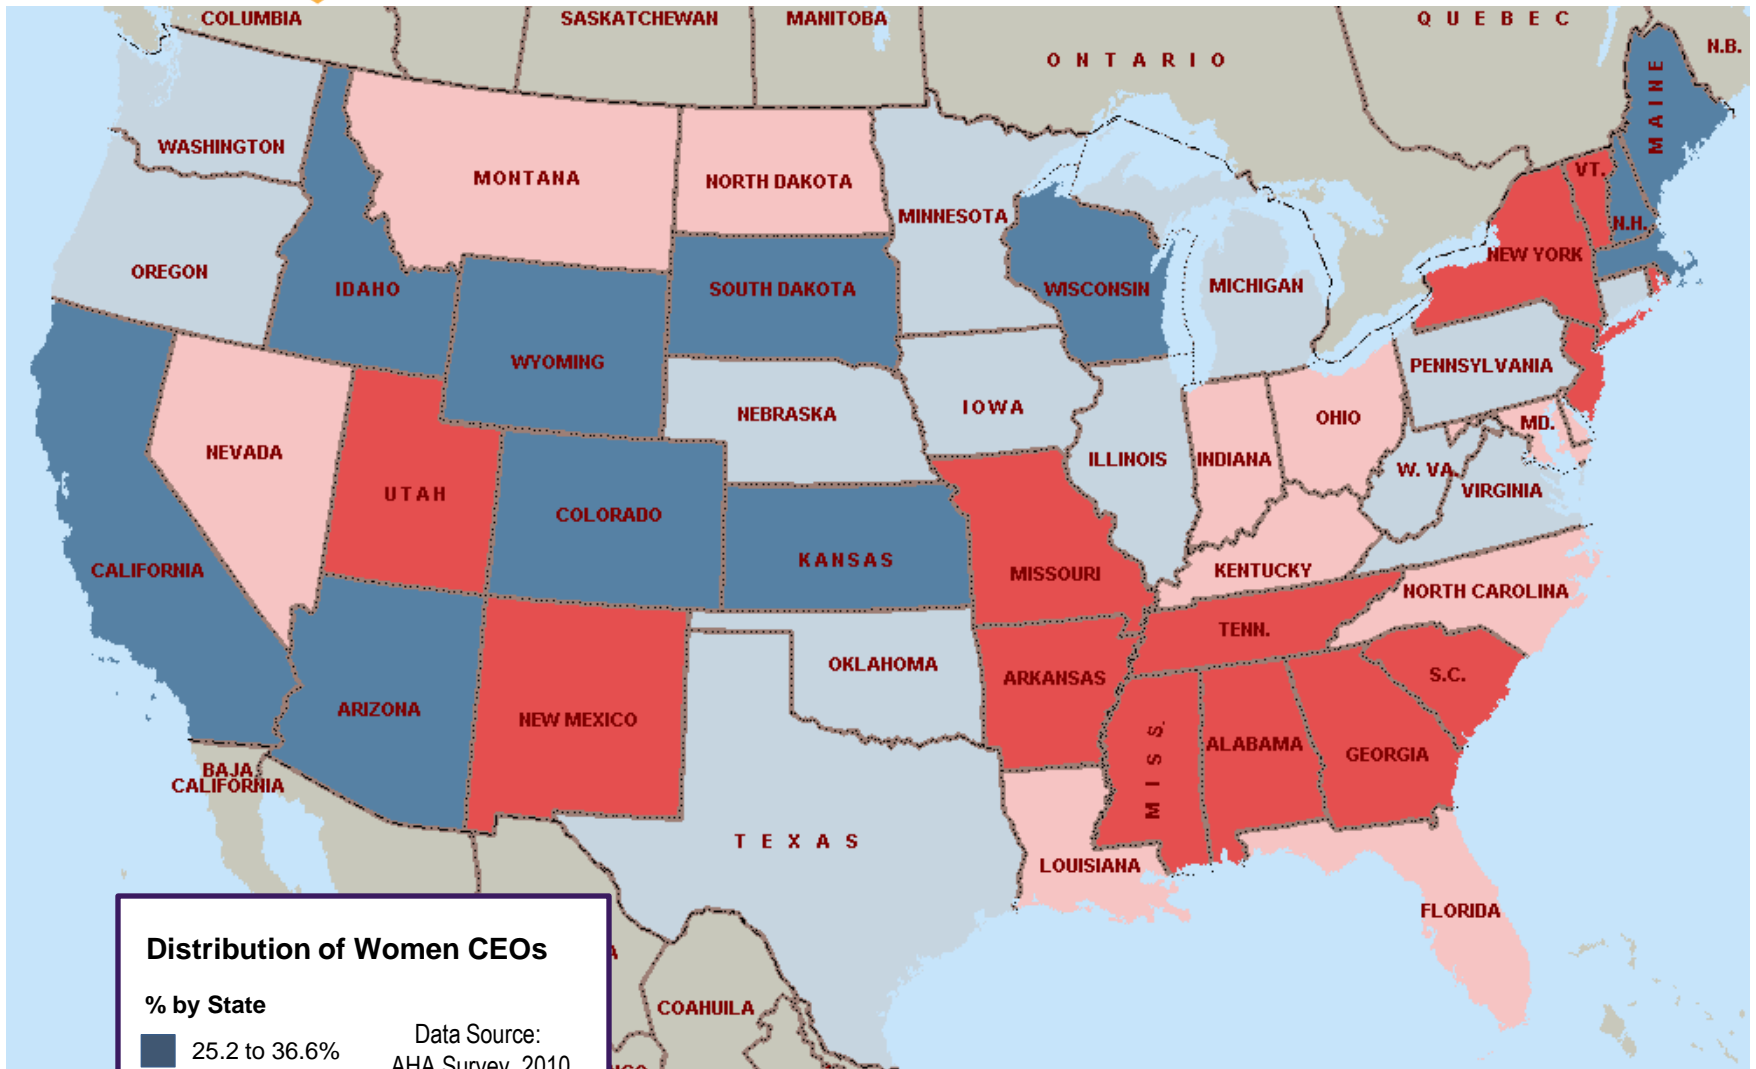 COLUMBIA
SASKATCHEWAN
MANITOBA
QUEBEC
N.B.
ONTARIO
MAINE
WASHINGTON
MONTANA
NORTH DAKOTA
VT.
MINNESOTA
N.H.
NEW YORK
OREGON
IDAHO
SOUTH DAKOTA
WISCONSIN
MICHIGAN
WYOMING
PENNSYLVANIA
NEBRASKA
IOWA
OHIO
MD.
NEVADA
ILLINOIS
INDIANA
W. VA.
VIRGINIA
UTAH
COLORADO
KANSAS
CALIFORNIA
MISSOURI
KENTUCKY
NORTH CAROLINA
TENN.
OKLAHOMA
ARKANSAS
S.C.
ARIZONA
NEW MEXICO
MISS.
ALABAMA
GEORGIA
BAJA
CALIFORNIA
TEXAS
LOUISIANA
FLORIDA
Distribution of Women CEOs
% by State
COAHUILA
25.2 to 36.6%
Data Source:
AHA Survey, 2010